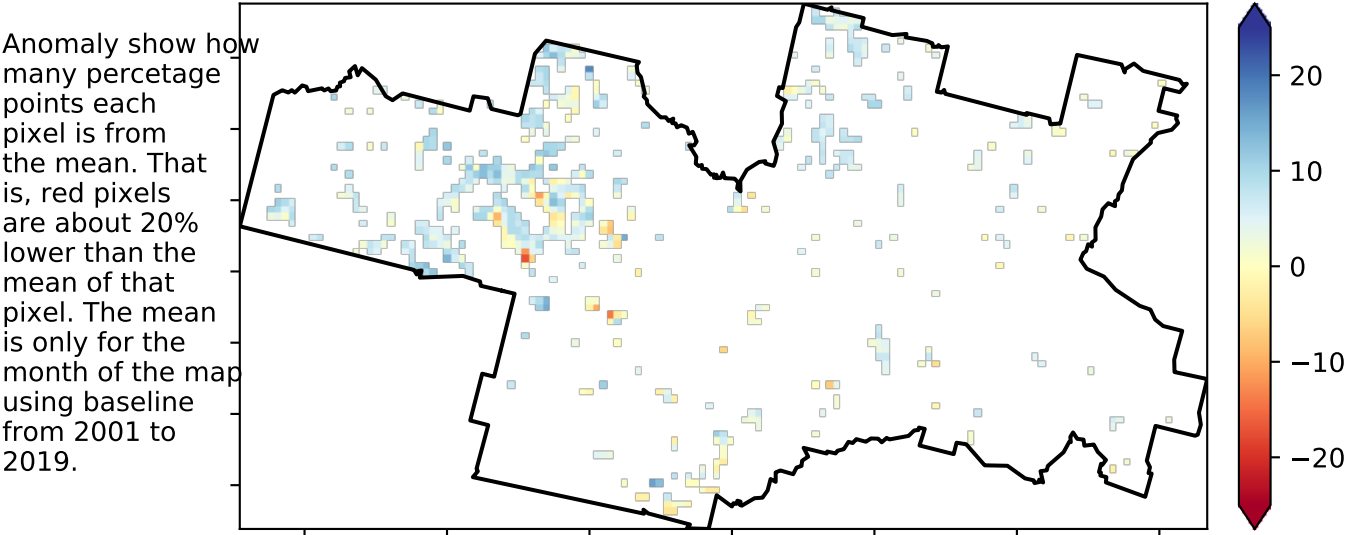 Anomaly show how
many percetage
points each
pixel is from
the mean. That
is, red pixels
are about 20%
lower than the
mean of that
pixel. The mean
is only for the
month of the map
using baseline
from 2001 to
2019.
20
10
0
−10
−20